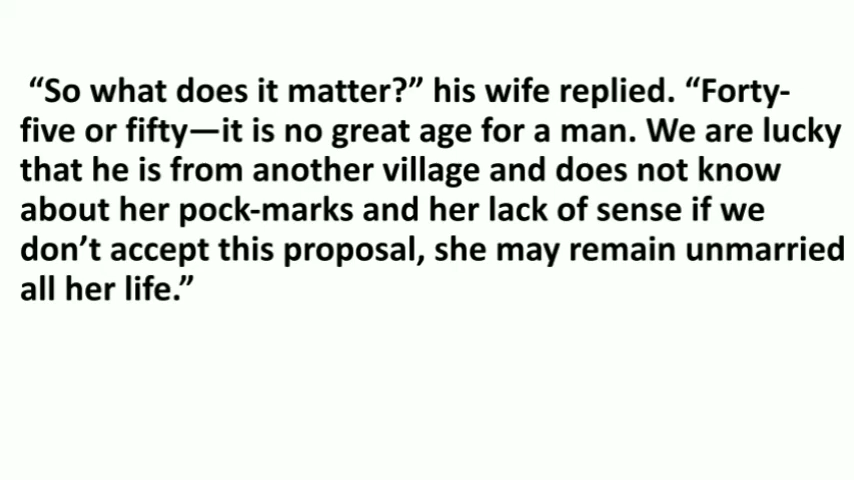 “So what does it matter?” his wife replied. “Forty-
five or fifty—it is no great age for a man. We are lucky
that he is from another village and does not know
about her pock-marks and her lack of sense if we
don’t accept this proposal, she may remain unmarried
all her life.”